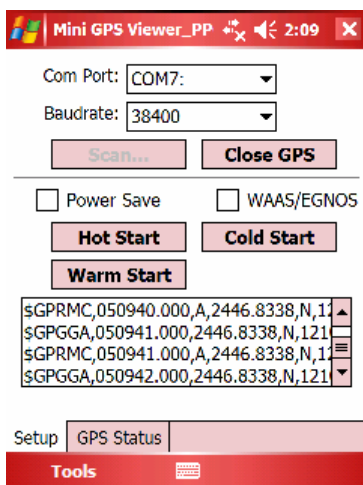 Mini GPS Viewer_PP 2:09
Com Port: COM7:
Baudrate: 38400
Scan... Close GPS
Power Save WAAS/EGNOS
Hot Start Cold Start
Warm Start
$GPRMC,050940.000,A,2446.8338,N,12
$GPGGA,050941.000,2446.8338,N,121
$GPRMC,050941.000,A,2446.8338,N,12
$GPGGA,050942.000,2446.8338,N,121
Setup GPS Status
Tools